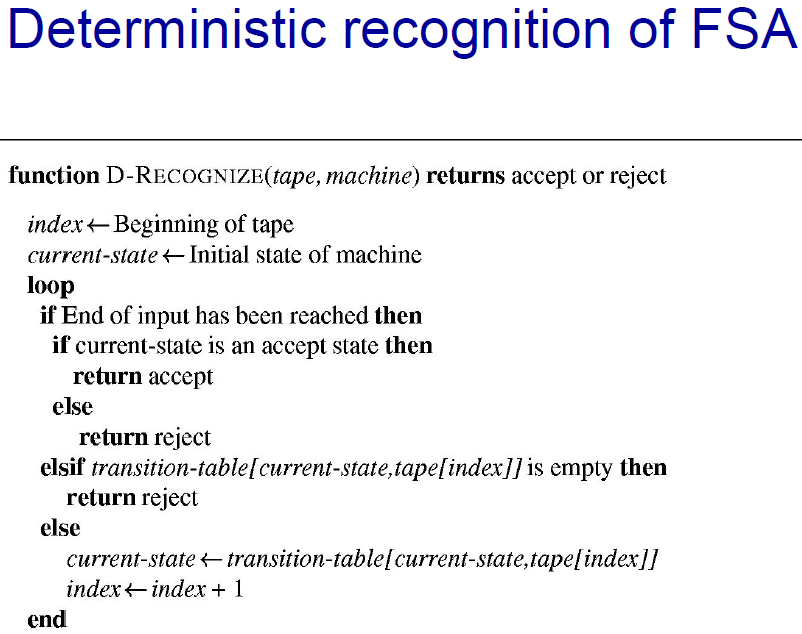 Deterministic recognition of FSA
function D-RECOGNIZE(tape, machine) returns accept or reject
index ← Beginning of tape
current-state ← Initial state of machine
loop
if End of input has been reached then
if current-state is an accept state then
return accept
else
return reject
elsif transition-table[current-state,tape[index]] is empty then
return reject
else
current-state ← transition-table[current-state,tape[index]]
index ← index + 1
end